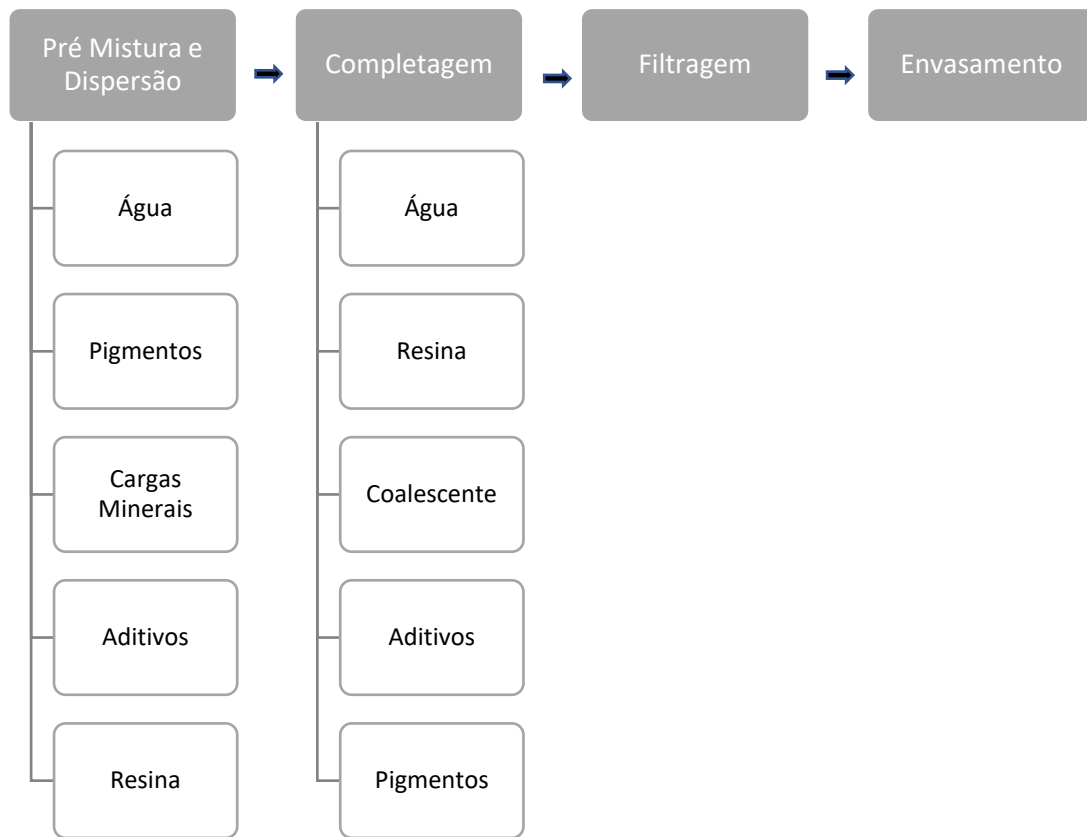 Pré Mistura e
Dispersão
Completagem
Filtragem
Envasamento
Água
Pigmentos
Cargas
Minerais
Aditivos
Resina
Água
Resina
Coalescente
Aditivos
Pigmentos